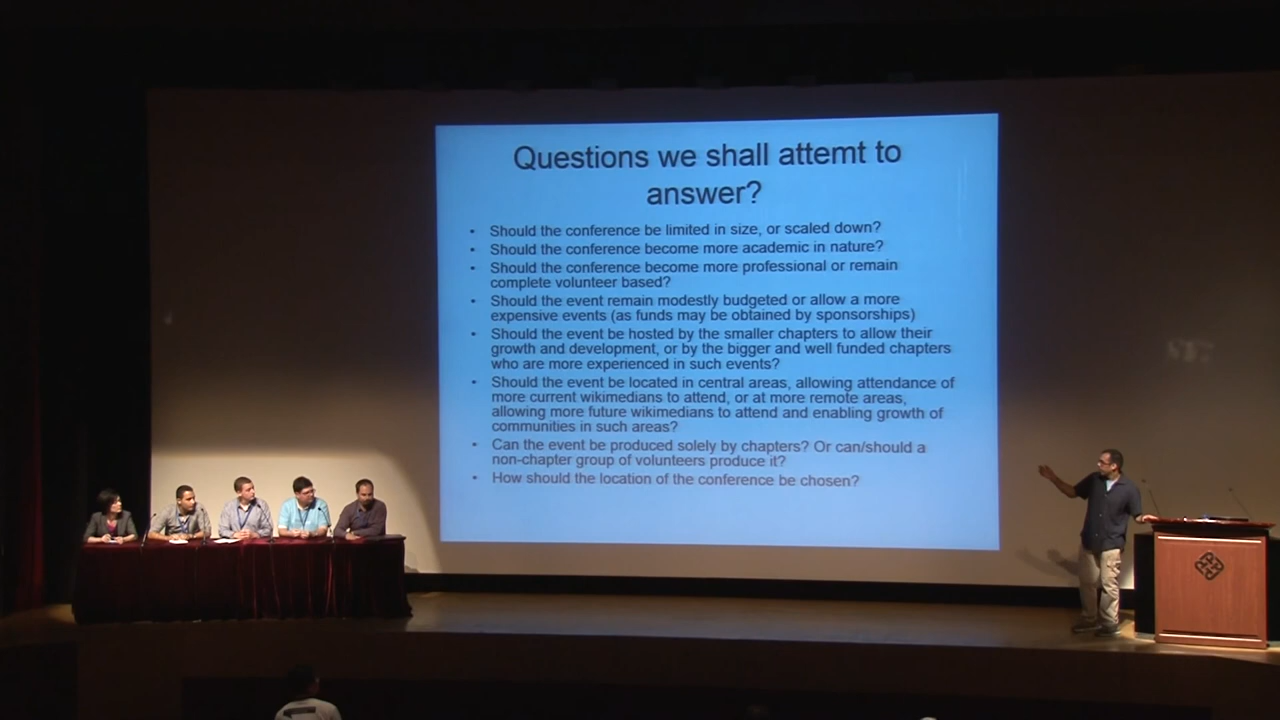 Questions we shall attemt to
answer?
• Should the conference be limited in size, or scaled down?
• Should the conference become more academic in nature?
• Should the conference become more professional or remain
complete volunteer based?
• Should the event remain modestly budgeted or allow a more
expensive events (as funds may be obtained by sponsorships)
• Should the event be hosted by the smaller chapters to allow their
growth and development, or by the bigger and well funded chapters
who are more experienced in such events?
• Should the event be located in central areas, allowing attendance of
more current wikimedians to attend, or at more remote areas,
allowing more future wikimedians to attend and enabling growth of
communities in such areas?
• Can the event be produced solely by chapters? Or can/should a
non-chapter group of volunteers produce it?
• How should the location of the conference be chosen?